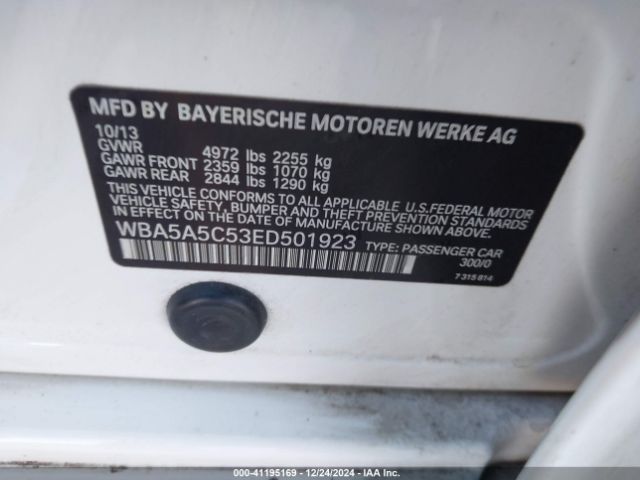 MFD BY BAYERISCHE MOTOREN WERKE AG
10/13
GVWR 4972 lbs 2255 kg
GAWR FRONT 2359 lbs 1070 kg
GAWR REAR 2844 lbs 1290 kg
THIS VEHICLE CONFORMS TO ALL APPLICABLE U.S.FEDERAL MOTOR
VEHICLE SAFETY, BUMPER AND THEFT PREVENTION STANDARDS
IN EFFECT ON THE DATE OF MANUFACTURE SHOWN ABOVE.
WBA5A5C53ED501923 TYPE: PASSENGER CAR
300/0
7 315 814
000-41195169 - 12/24/2024 - IAA Inc.